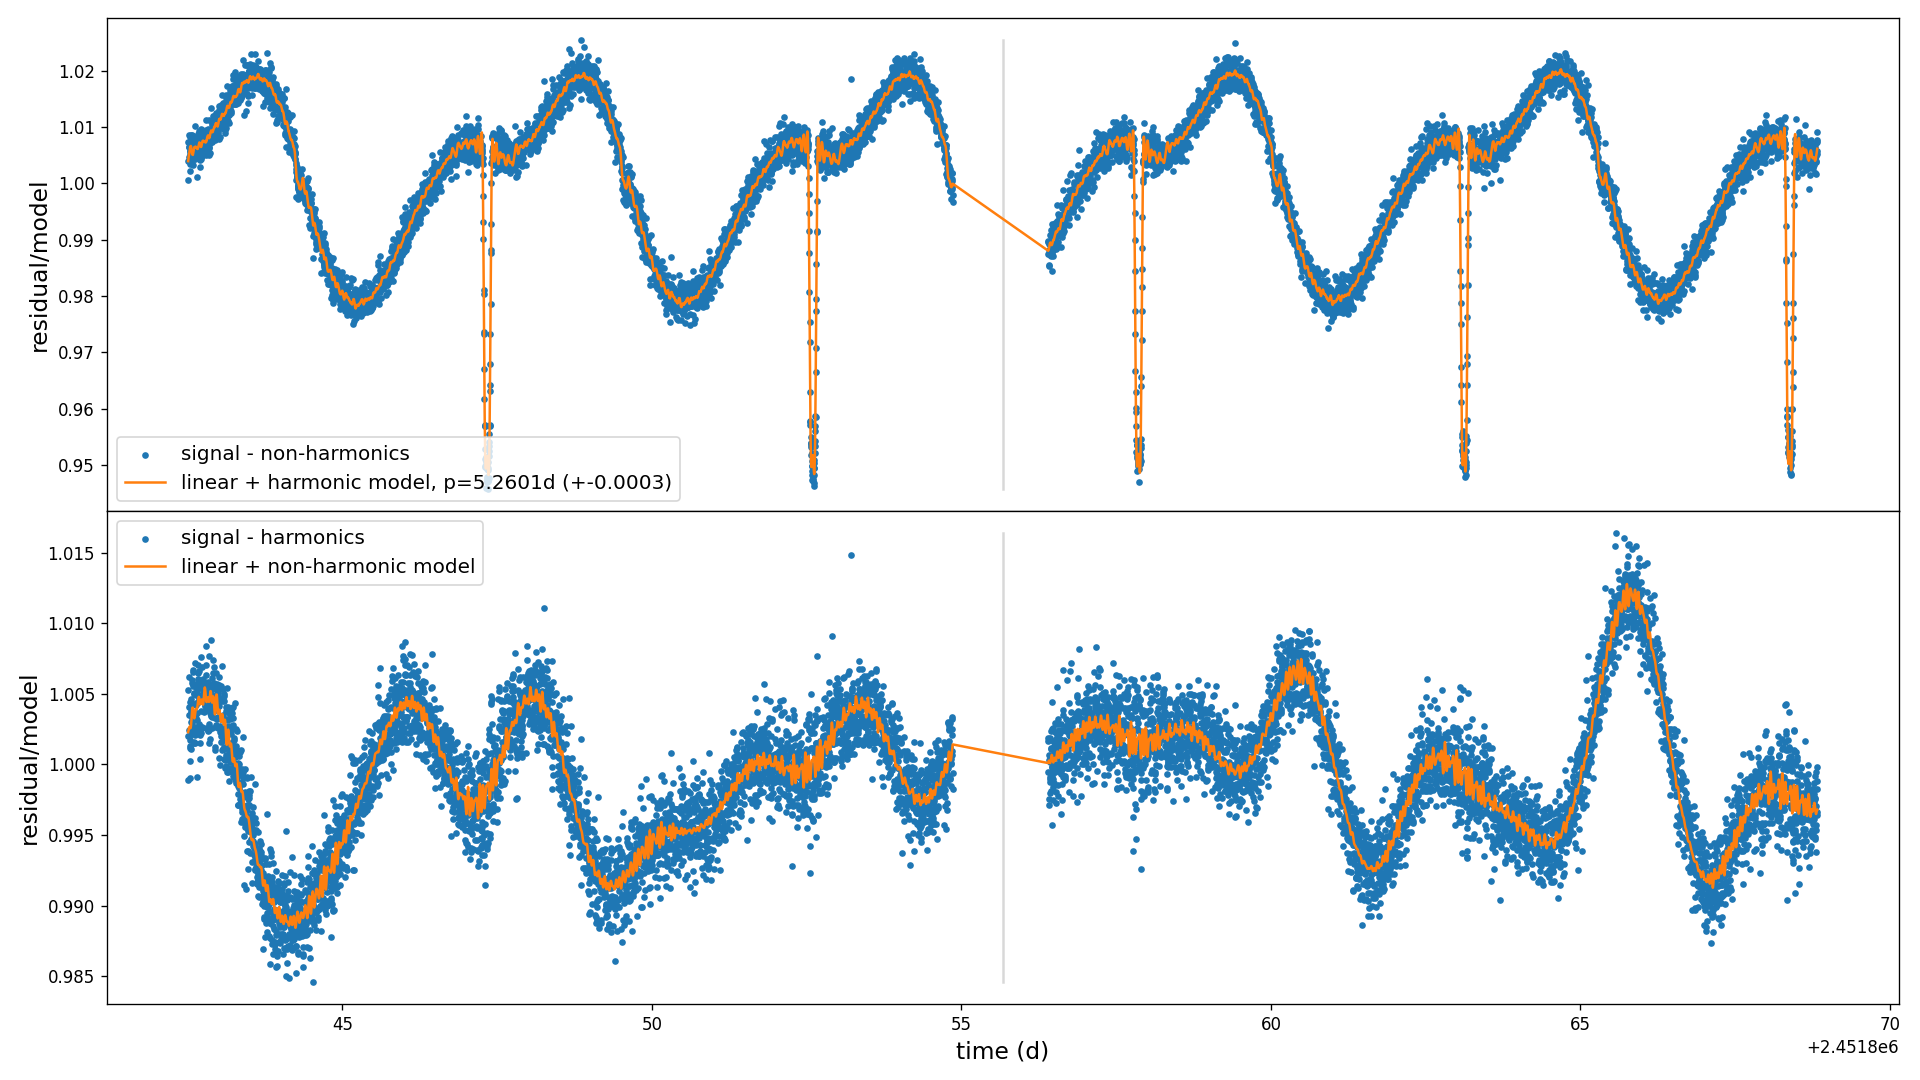 1.02
1.01
1.00
0.99
0.98
0.97
0.96
0.95
residual/model
signal - non-harmonics
linear + harmonic model, p=5.2601d (+-0.0003)
signal - harmonics
linear + non-harmonic model
1.015
1.010
1.005
1.000
0.995
0.990
0.985
residual/model
45 50 55 60 65 70
time (d)
+2.4518e6